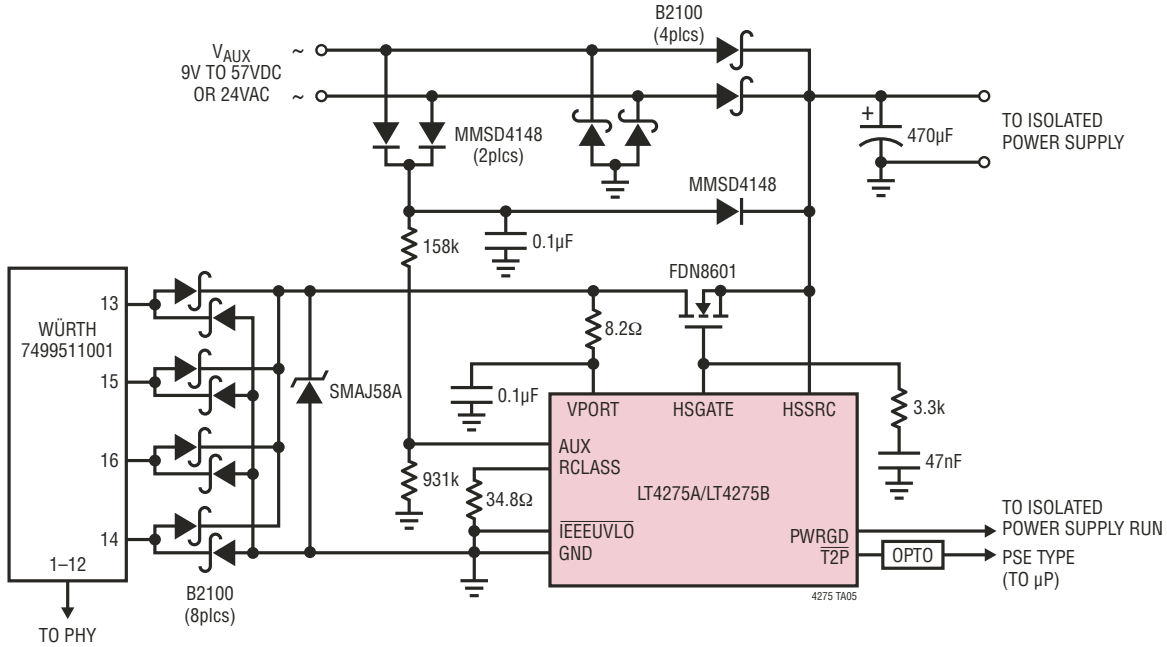 B2100
(4plcs)
VAUX
9V TO 57VDC
OR 24VAC
~
~
+
470µF
TO ISOLATED
POWER SUPPLY
MMSD4148
(2plcs)
MMSD4148
158k
0.1µF
FDN8601
13
WÜRTH
7499511001
15
16
14
1–12
TO PHY
B2100
(8plcs)
SMAJ58A
8.2Ω
0.1µF
3.3k
47nF
931k
34.8Ω
VPORT
HSGATE
HSSRC
AUX
RCLASS
LT4275A/LT4275B
IEEEUVLO
GND
PWRGD
T2P
OPTO
TO ISOLATED
POWER SUPPLY RUN
PSE TYPE
(TO µP)
4275 TA05